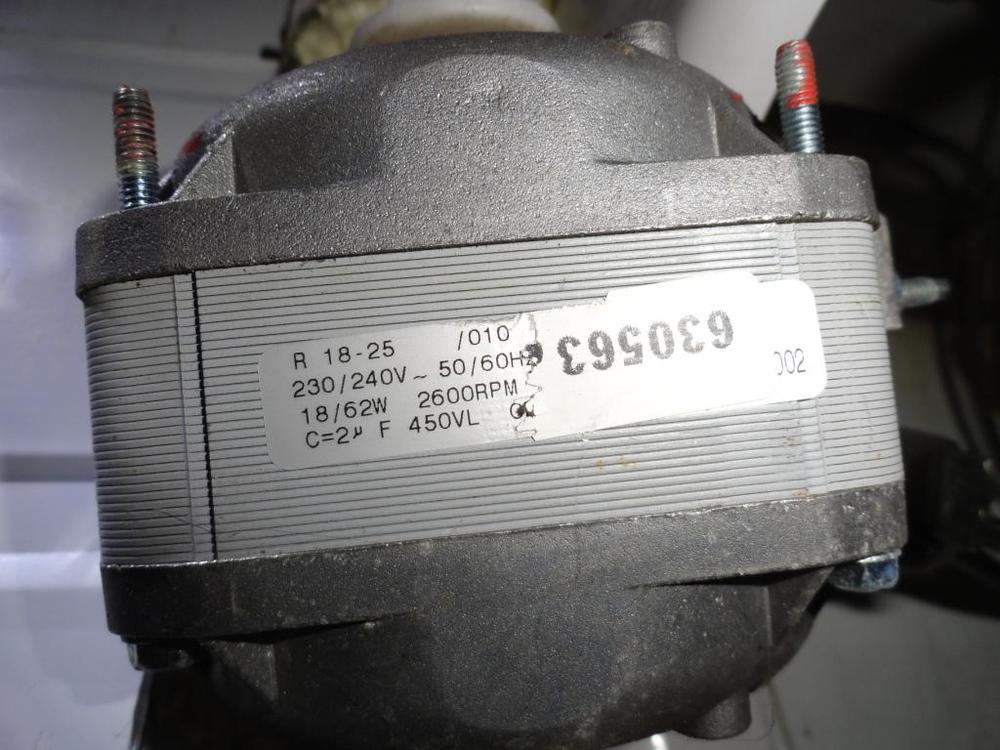 R 18-25 /010
230/240V ~ 50/60Hz
18/62W 2600RPM
C=2µ F 450VL
630563
002